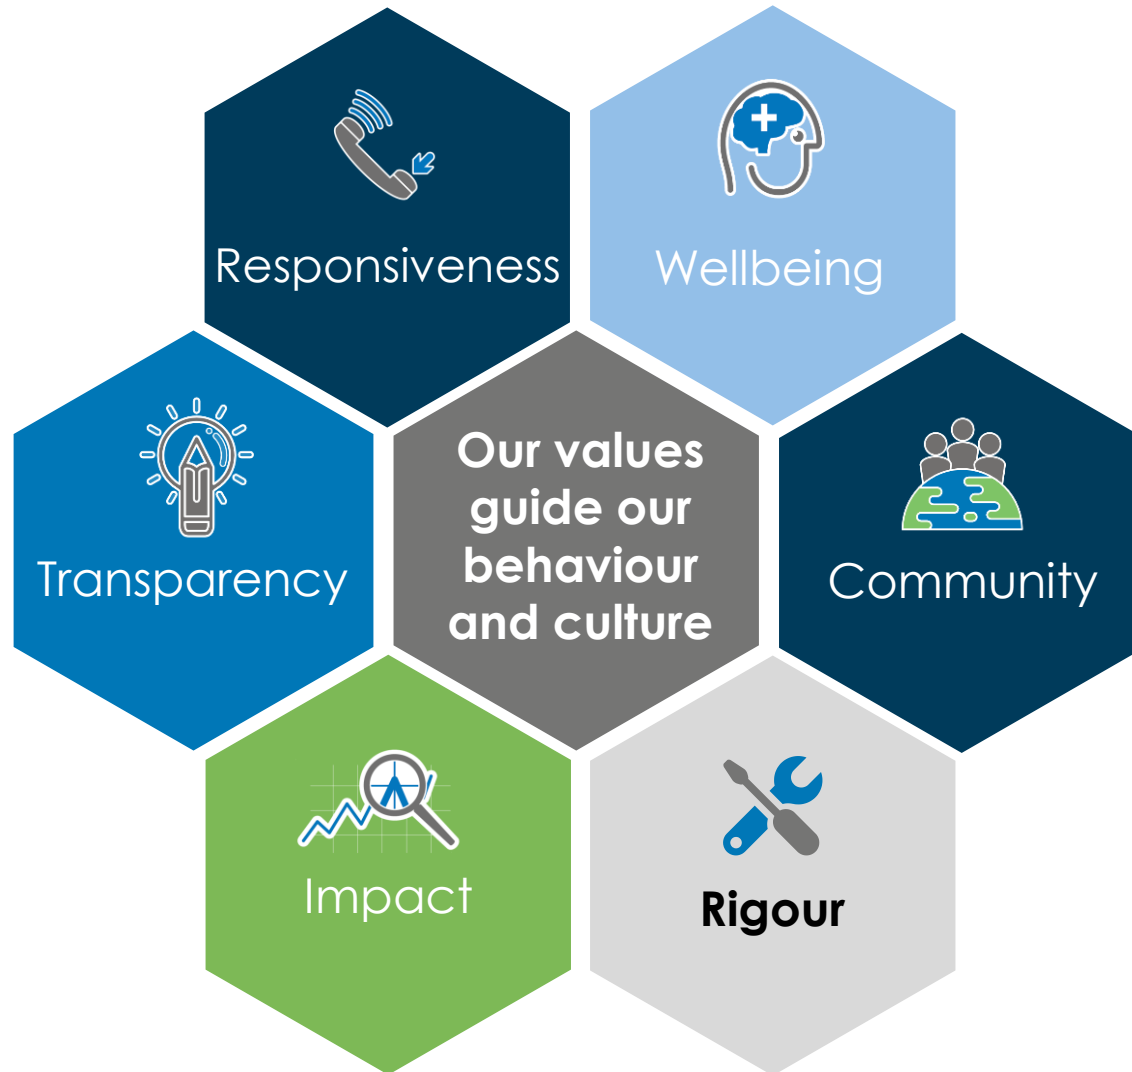 Responsiveness
Wellbeing
Transparency
Our values
guide our
behaviour
and culture
Community
Impact
Rigour